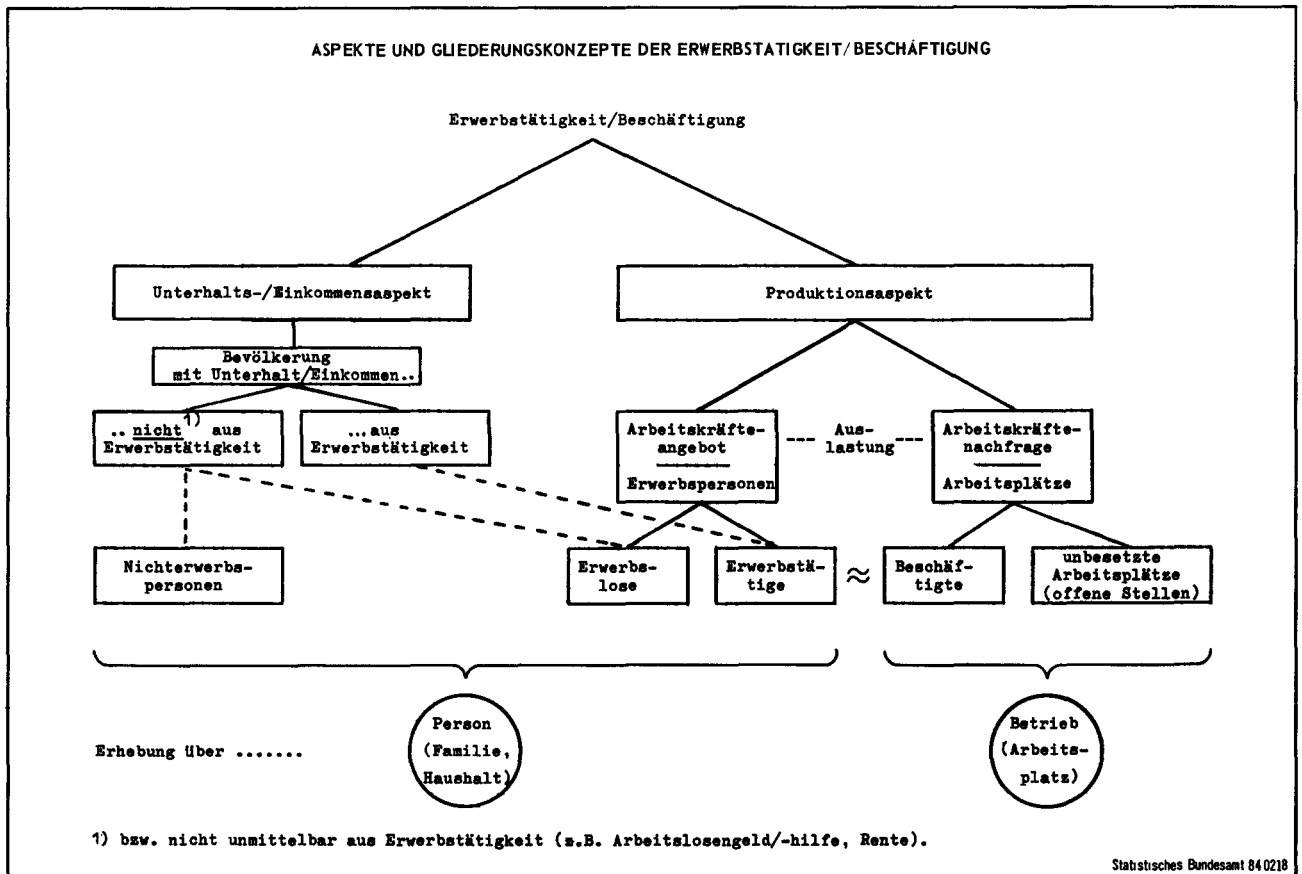 ASPEKTE UND GLIEDERUNGSKONZEPTE DER ERWERBSTATIGKEIT/BESCHÄFTIGUNG
Erwerbstätigkeit/Beschäftigung
Unterhalts-/Einkommensaspekt
Produktionsaspekt
Bevölkerung
mit Unterhalt/Einkommen..
.. nicht 1) aus
Erwerbstätigkeit
...aus
Erwerbstätigkeit
Arbeitskräfte-
angebot
Erwerbspersonen
--- Aus- ---
lastung
Arbeitskräfte-
nachfrage
Arbeitsplätze
Nichterwerbs-
personen
Erwerbs-
lose
Erwerbstä-
tige
≈
Beschäf-
tigte
unbesetzte
Arbeitsplätze
(offene Stellen)
Erhebung über .......
Person
(Familie,
Haushalt)
Betrieb
(Arbeits-
platz)
1) bzw. nicht unmittelbar aus Erwerbstätigkeit (z.B. Arbeitslosengeld/-hilfe, Rente).
Statistisches Bundesamt 84 0218